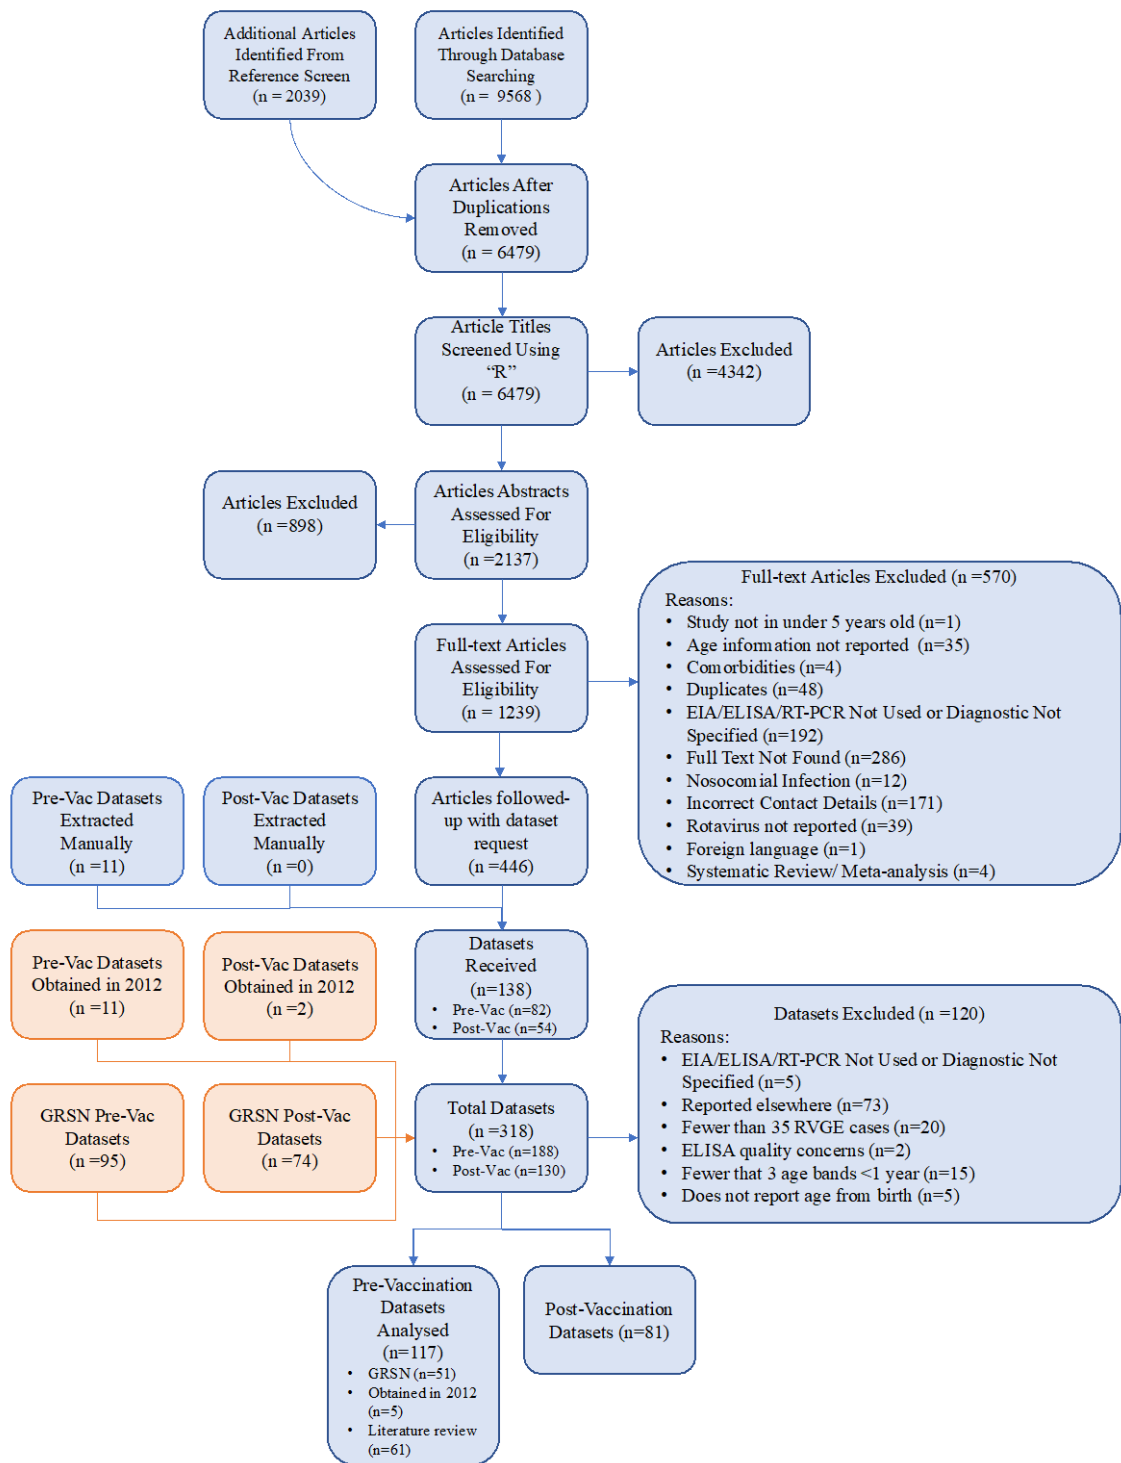 Additional Articles
Identified From
Reference Screen
(n = 2039)
Articles Identified
Through Database
Searching
(n = 9568 )
Articles After
Duplications
Removed
(n = 6479)
Article Titles
Screened Using
“R”
(n = 6479)
Articles Excluded
(n =4342)
Articles Excluded
(n =898)
Articles Abstracts
Assessed For
Eligibility
(n =2137)
Full-text Articles
Assessed For
Eligibility
(n = 1239)
Full-text Articles Excluded (n =570)
Reasons:
• Study not in under 5 years old (n=1)
• Age information not reported (n=35)
• Comorbidities (n=4)
• Duplicates (n=48)
• EIA/ELISA/RT-PCR Not Used or Diagnostic Not
Specified (n=192)
• Full Text Not Found (n=286)
• Nosocomial Infection (n=12)
• Incorrect Contact Details (n=171)
• Rotavirus not reported (n=39)
• Foreign language (n=1)
• Systematic Review/ Meta-analysis (n=4)
Pre-Vac Datasets
Extracted
Manually
(n =11)
Post-Vac Datasets
Extracted
Manually
(n =0)
Articles followed-
up with dataset
request
(n =446)
Pre-Vac Datasets
Obtained in 2012
(n =11)
Post-Vac Datasets
Obtained in 2012
(n =2)
Datasets
Received
(n=138)
• Pre-Vac (n=82)
• Post-Vac (n=54)
GRSN Pre-Vac
Datasets
(n =95)
GRSN Post-Vac
Datasets
(n =74)
Total Datasets
(n =318)
• Pre-Vac (n=188)
• Post-Vac (n=130)
Datasets Excluded (n =120)
Reasons:
• EIA/ELISA/RT-PCR Not Used or Diagnostic Not
Specified (n=5)
• Reported elsewhere (n=73)
• Fewer than 35 RVGE cases (n=20)
• ELISA quality concerns (n=2)
• Fewer that 3 age bands <1 year (n=15)
• Does not report age from birth (n=5)
Pre-Vaccination
Datasets
Analysed
(n=117)
• GRSN (n=51)
• Obtained in 2012
(n=5)
• Literature review
(n=61)
Post-Vaccination
Datasets (n=81)